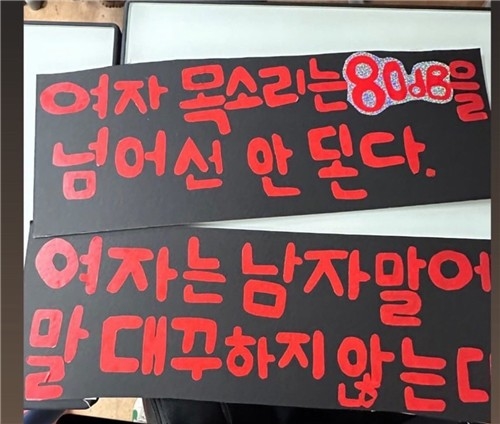 여자 목소리는 80dB을
넘어선 안 된다.
여자는 남자말에
말 대꾸하지 않는다